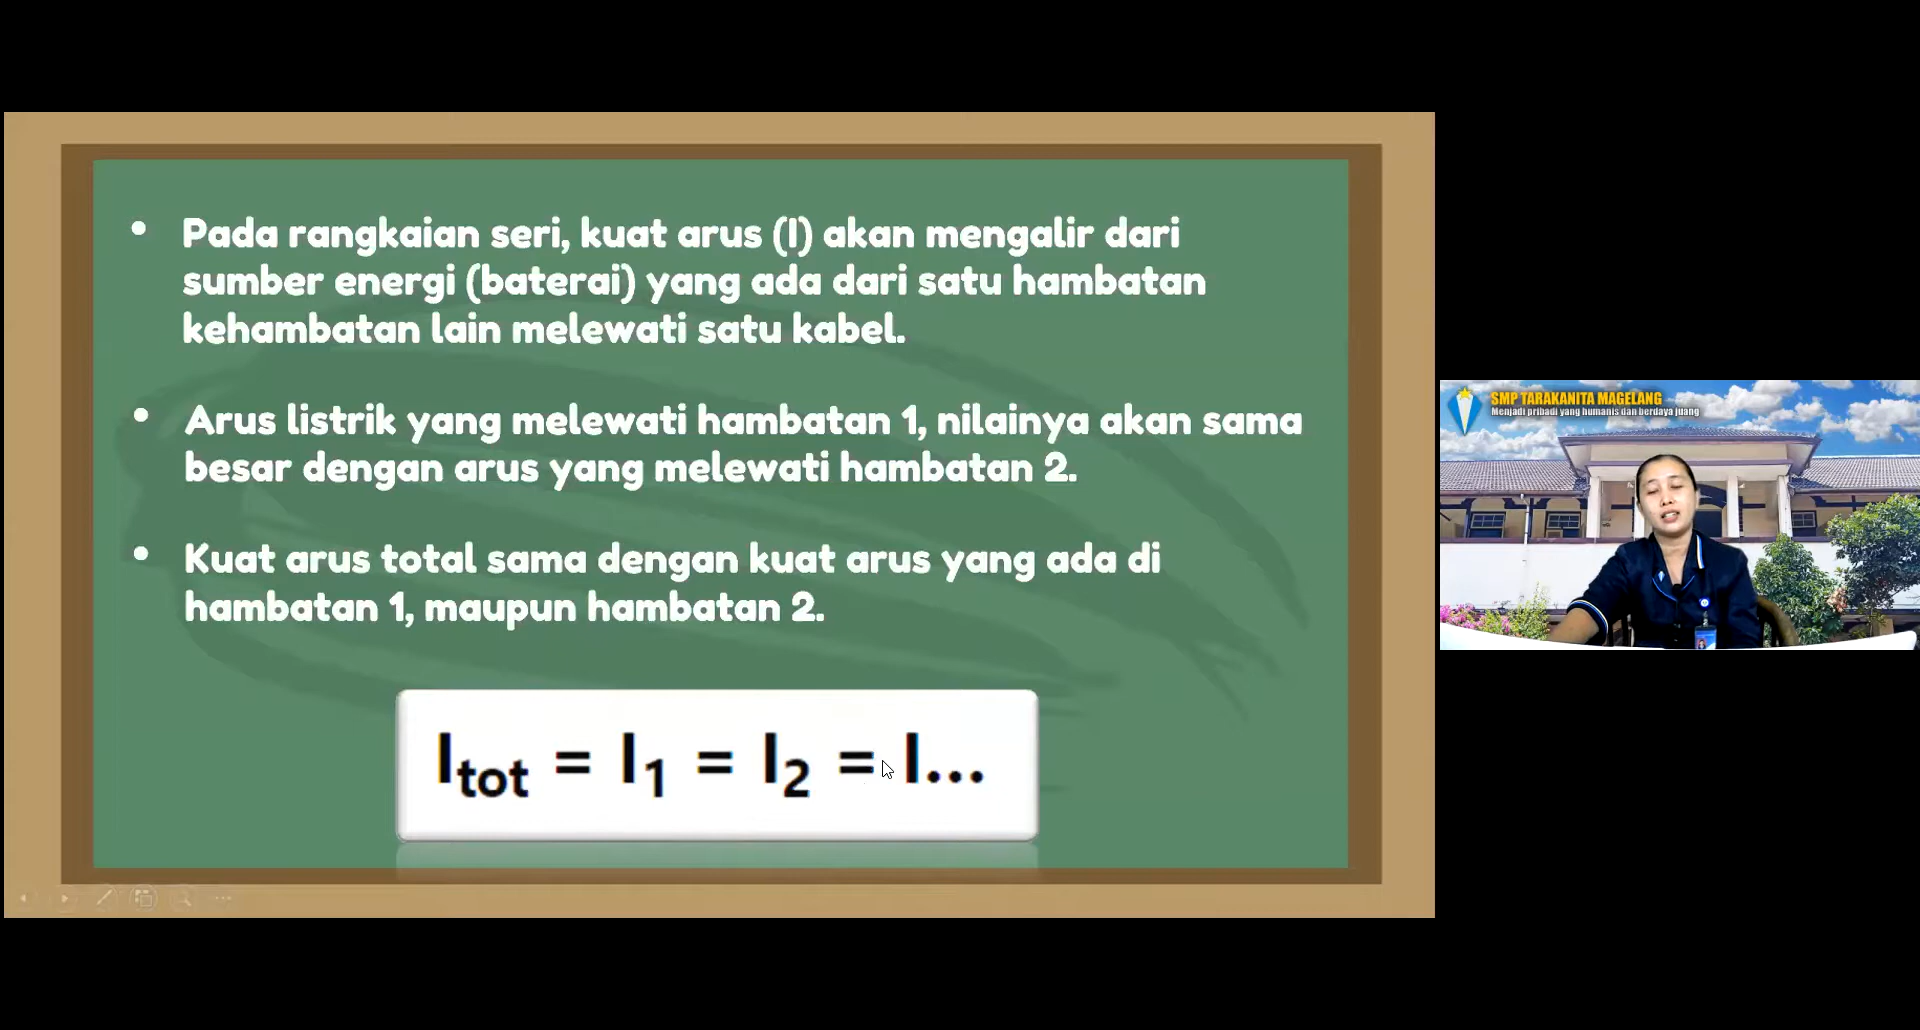 • Pada rangkaian seri, kuat arus (I) akan mengalir dari
sumber energi (baterai) yang ada dari satu hambatan
kehambatan lain melewati satu kabel.
• Arus listrik yang melewati hambatan 1, nilainya akan sama
besar dengan arus yang melewati hambatan 2.
• Kuat arus total sama dengan kuat arus yang ada di
hambatan 1, maupun hambatan 2.
Itot = I1 = I2 = I...
SMP TARAKANITA MAGELANG
Menjadi pribadi yang humanis dan berdaya juang